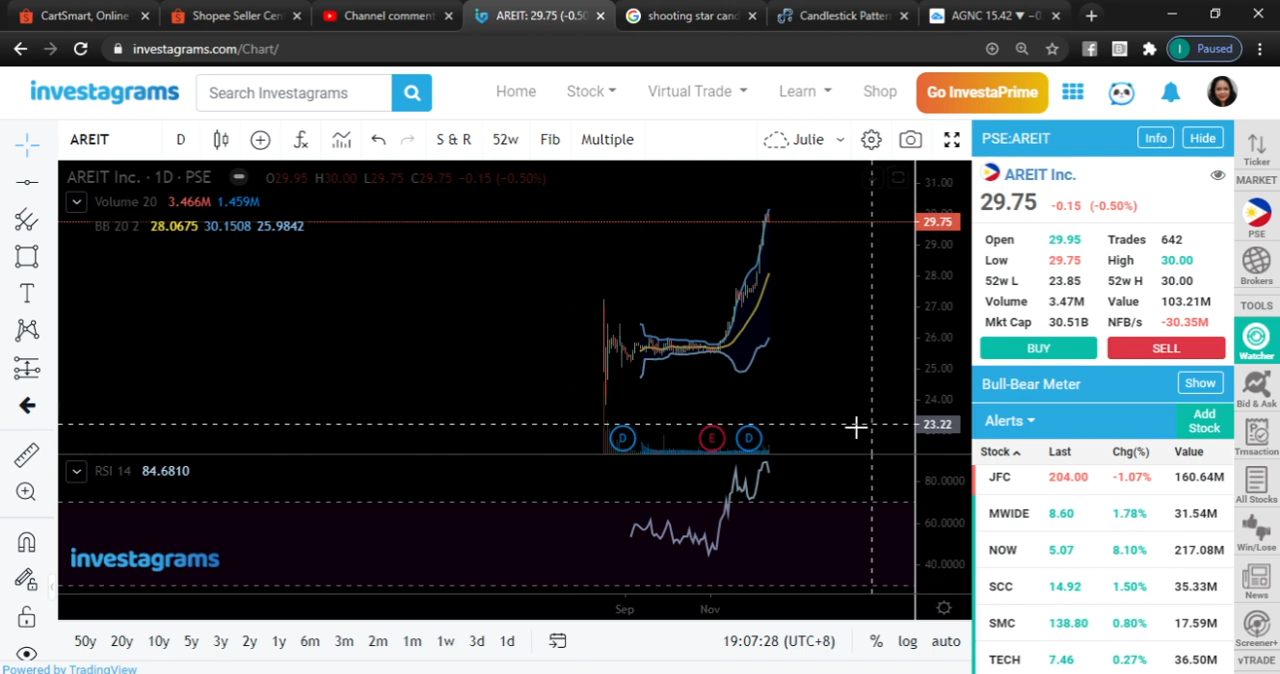 CartSmart, Online
Shopee Seller Cen
Channel comment
AREIT: 29.75 (-0.50
shooting star cand
Candlestick Pattern
AGNC 15.42 ▼ −0
investagrams.com/Chart/
Paused
investagrams
Search Investagrams
Home
Stock
Virtual Trade
Learn
Shop
Go InvestaPrime
AREIT
D
S & R
52w
Fib
Multiple
Julie
PSE:AREIT
Info
Hide
Ticker
AREIT Inc. · 1D · PSE
O29.95 H30.00 L29.75 C29.75 −0.15 (−0.50%)
Volume 20 3.466M 1.459M
BB 20 2 28.0675 30.1508 25.9842
31.00
29.75
29.00
28.00
27.00
26.00
25.00
24.00
23.22
D
E
D
RSI 14 84.6810
80.0000
60.0000
40.0000
investagrams
Sep
Nov
50y 20y 10y 5y 3y 2y 1y 6m 3m 2m 1m 1w 3d 1d
19:07:28 (UTC+8)
% log auto
Powered by TradingView
AREIT Inc.
29.75 -0.15 (-0.50%)
Open 29.95 Trades 642
Low 29.75 High 30.00
52w L 23.85 52w H 30.00
Volume 3.47M Value 103.21M
Mkt Cap 30.51B NFB/s -30.35M
BUY
SELL
Bull-Bear Meter
Show
Alerts
Add Stock
Stock Last Chg(%) Value
JFC 204.00 -1.07% 160.64M
MWIDE 8.60 1.78% 31.54M
NOW 5.07 8.10% 217.08M
SCC 14.92 1.50% 35.33M
SMC 138.80 0.80% 17.59M
TECH 7.46 0.27% 36.50M
MARKET
PSE
Brokers
TOOLS
Watcher
Bid & Ask
Trnsaction
All Stocks
Win/Lose
News
Screener+
vTRADE